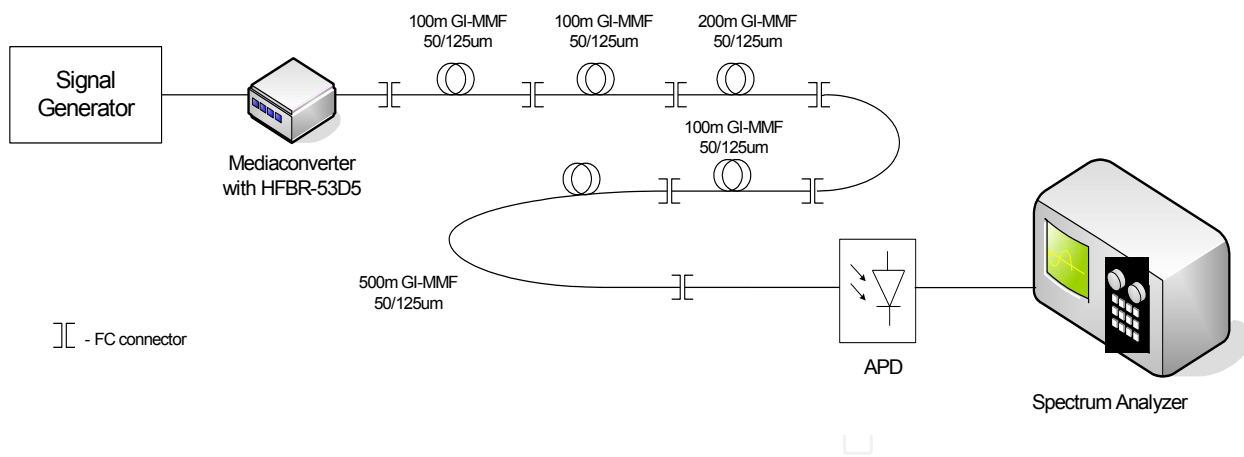 100m GI-MMF
50/125um
100m GI-MMF
50/125um
200m GI-MMF
50/125um
Signal
Generator
Mediaconverter
with HFBR-53D5
100m GI-MMF
50/125um
500m GI-MMF
50/125um
- FC connector
APD
Spectrum Analyzer